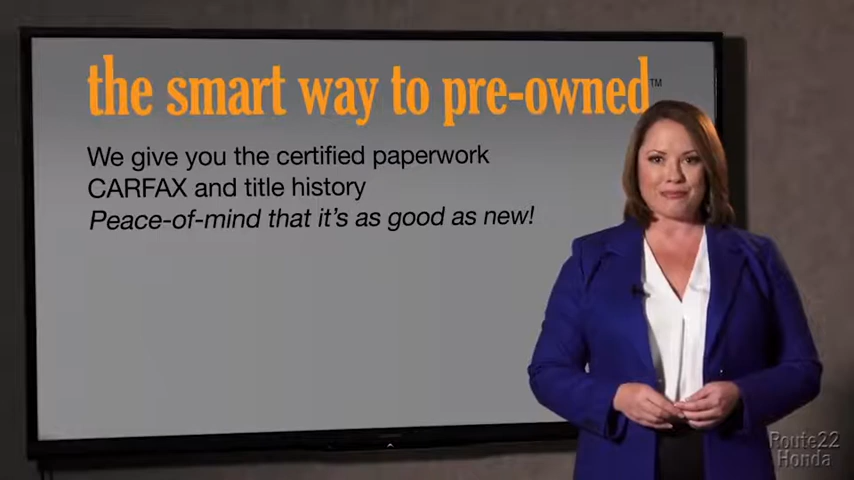 the smart way to pre-owned™
We give you the certified paperwork
CARFAX and title history
Peace-of-mind that it's as good as new!
Route22
Honda